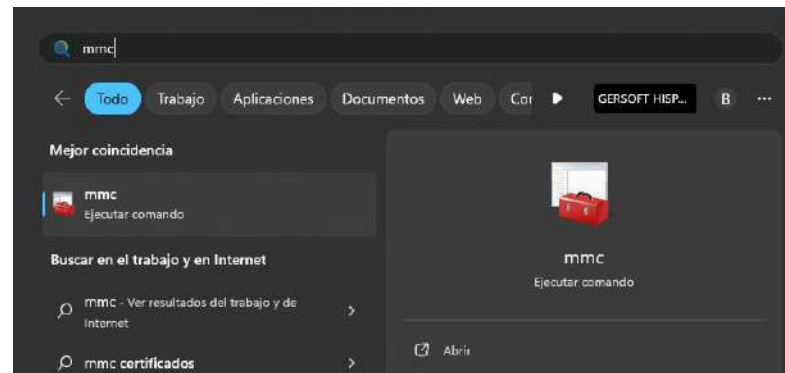 mmc
Todo Trabajo Aplicaciones Documentos Web Coı GERSOFT HISP... B ...
Mejor coincidencia
mmc
Ejecutar comando
Buscar en el trabajo y en Internet
mmc - Ver resultados del trabajo y de
Internet
mmc certificados
mmc
Ejecutar comando
Abrir